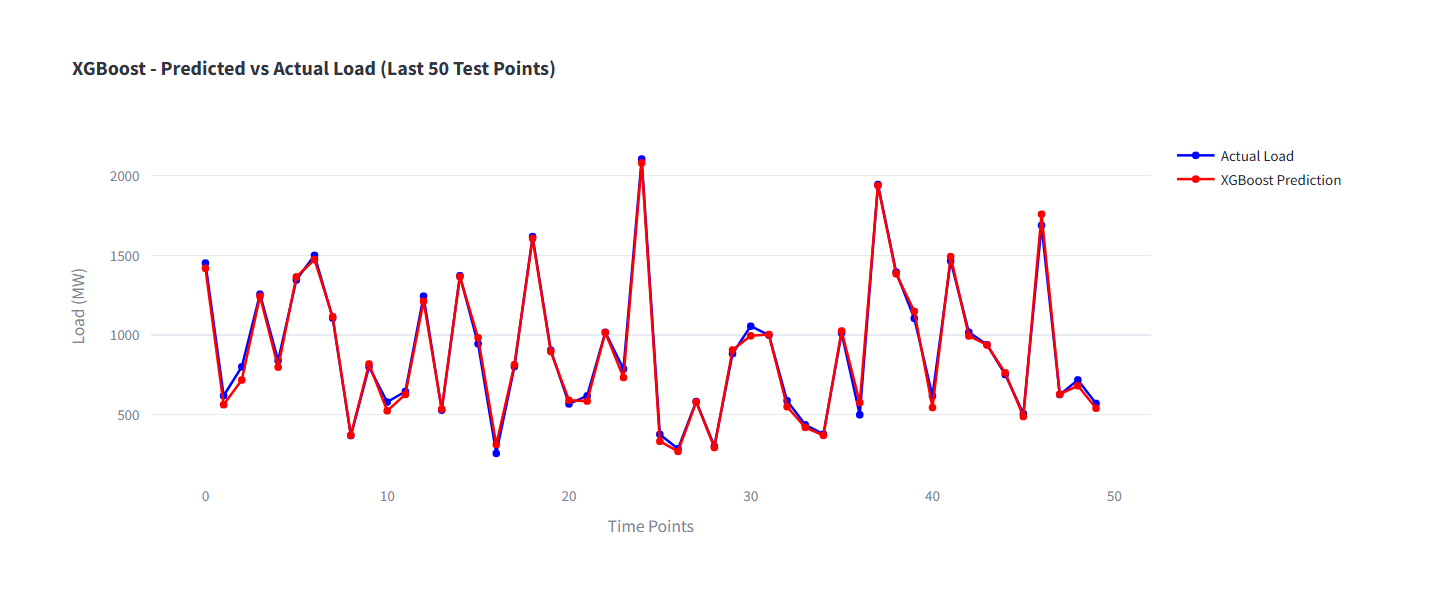 XGBoost - Predicted vs Actual Load (Last 50 Test Points)
Actual Load
XGBoost Prediction
2000
1500
1000
500
Load (MW)
0 10 20 30 40 50
Time Points